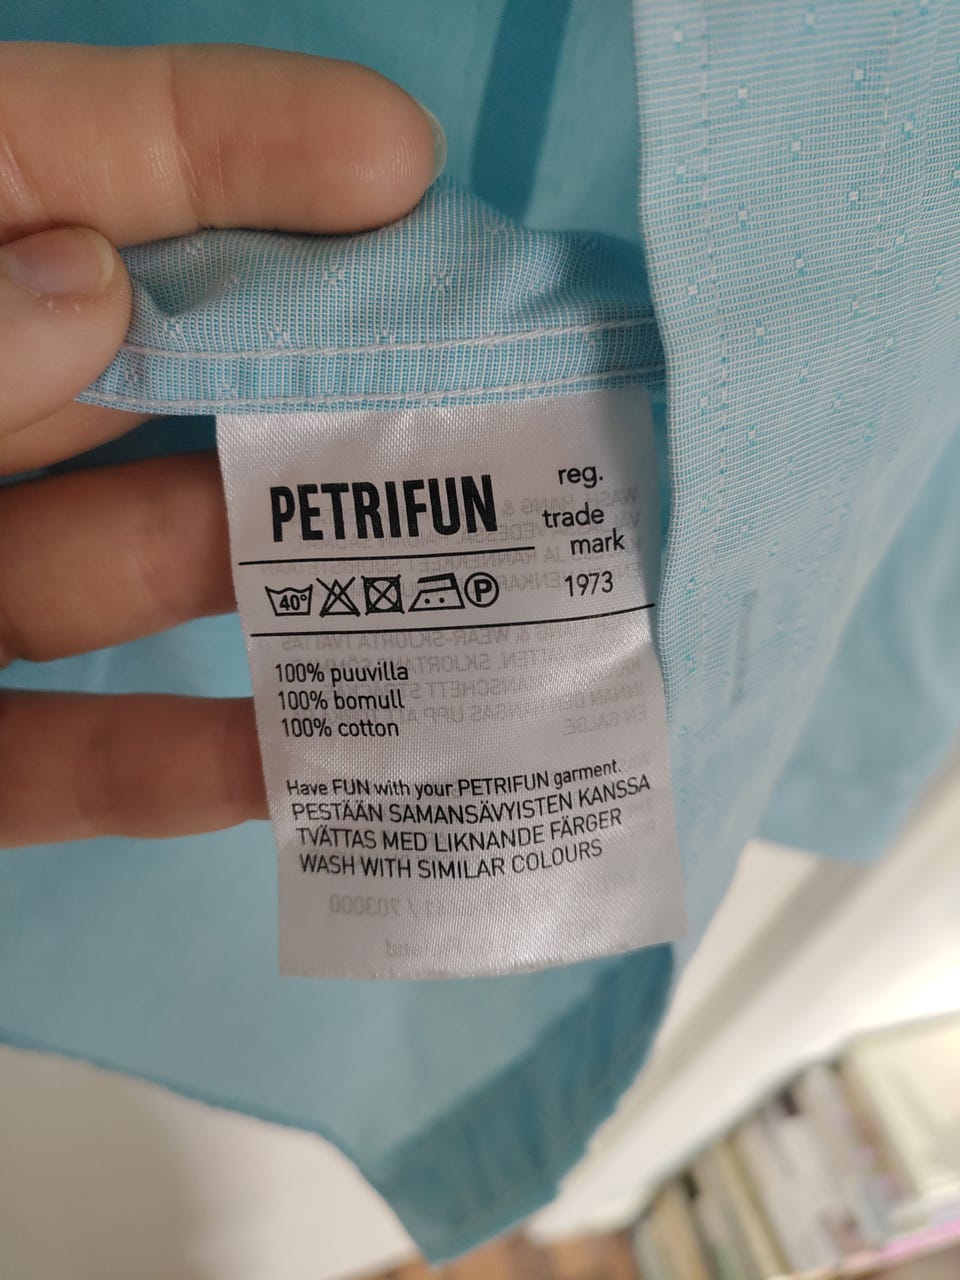 PETRIFUN
reg.
trade
mark
40° P
1973
100% puuvilla
100% bomull
100% cotton
Have FUN with your PETRIFUN garment.
PESTÄÄN SAMANSÄVYISTEN KANSSA
TVÄTTAS MED LIKNANDE FÄRGER
WASH WITH SIMILAR COLOURS